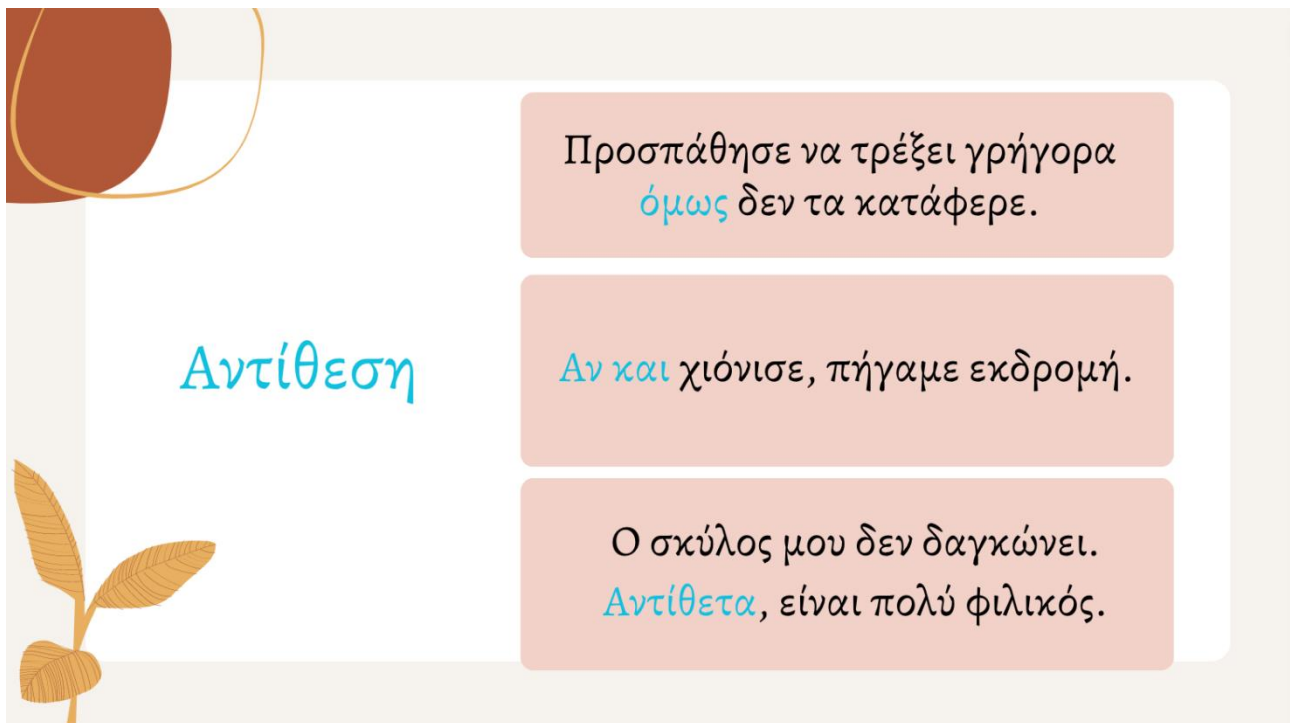 Αντίθεση
Προσπάθησε να τρέξει γρήγορα
όμως δεν τα κατάφερε.
Αν και χιόνισε, πήγαμε εκδρομή.
Ο σκύλος μου δεν δαγκώνει.
Αντίθετα, είναι πολύ φιλικός.